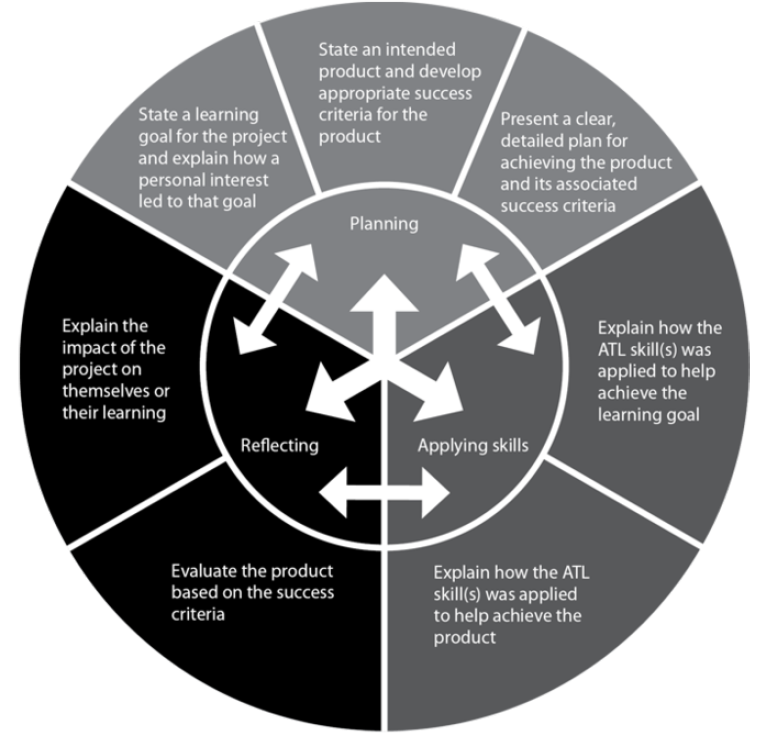 State a learning
goal for the project
and explain how a
personal interest
led to that goal
State an intended
product and develop
appropriate success
criteria for the
product
Present a clear,
detailed plan for
achieving the product
and its associated
success criteria
Planning
Explain the
impact of the
project on
themselves or
their learning
Explain how the
ATL skill(s) was
applied to help
achieve the
learning goal
Reflecting
Applying skills
Evaluate the product
based on the success
criteria
Explain how the ATL
skill(s) was applied
to help achieve the
product